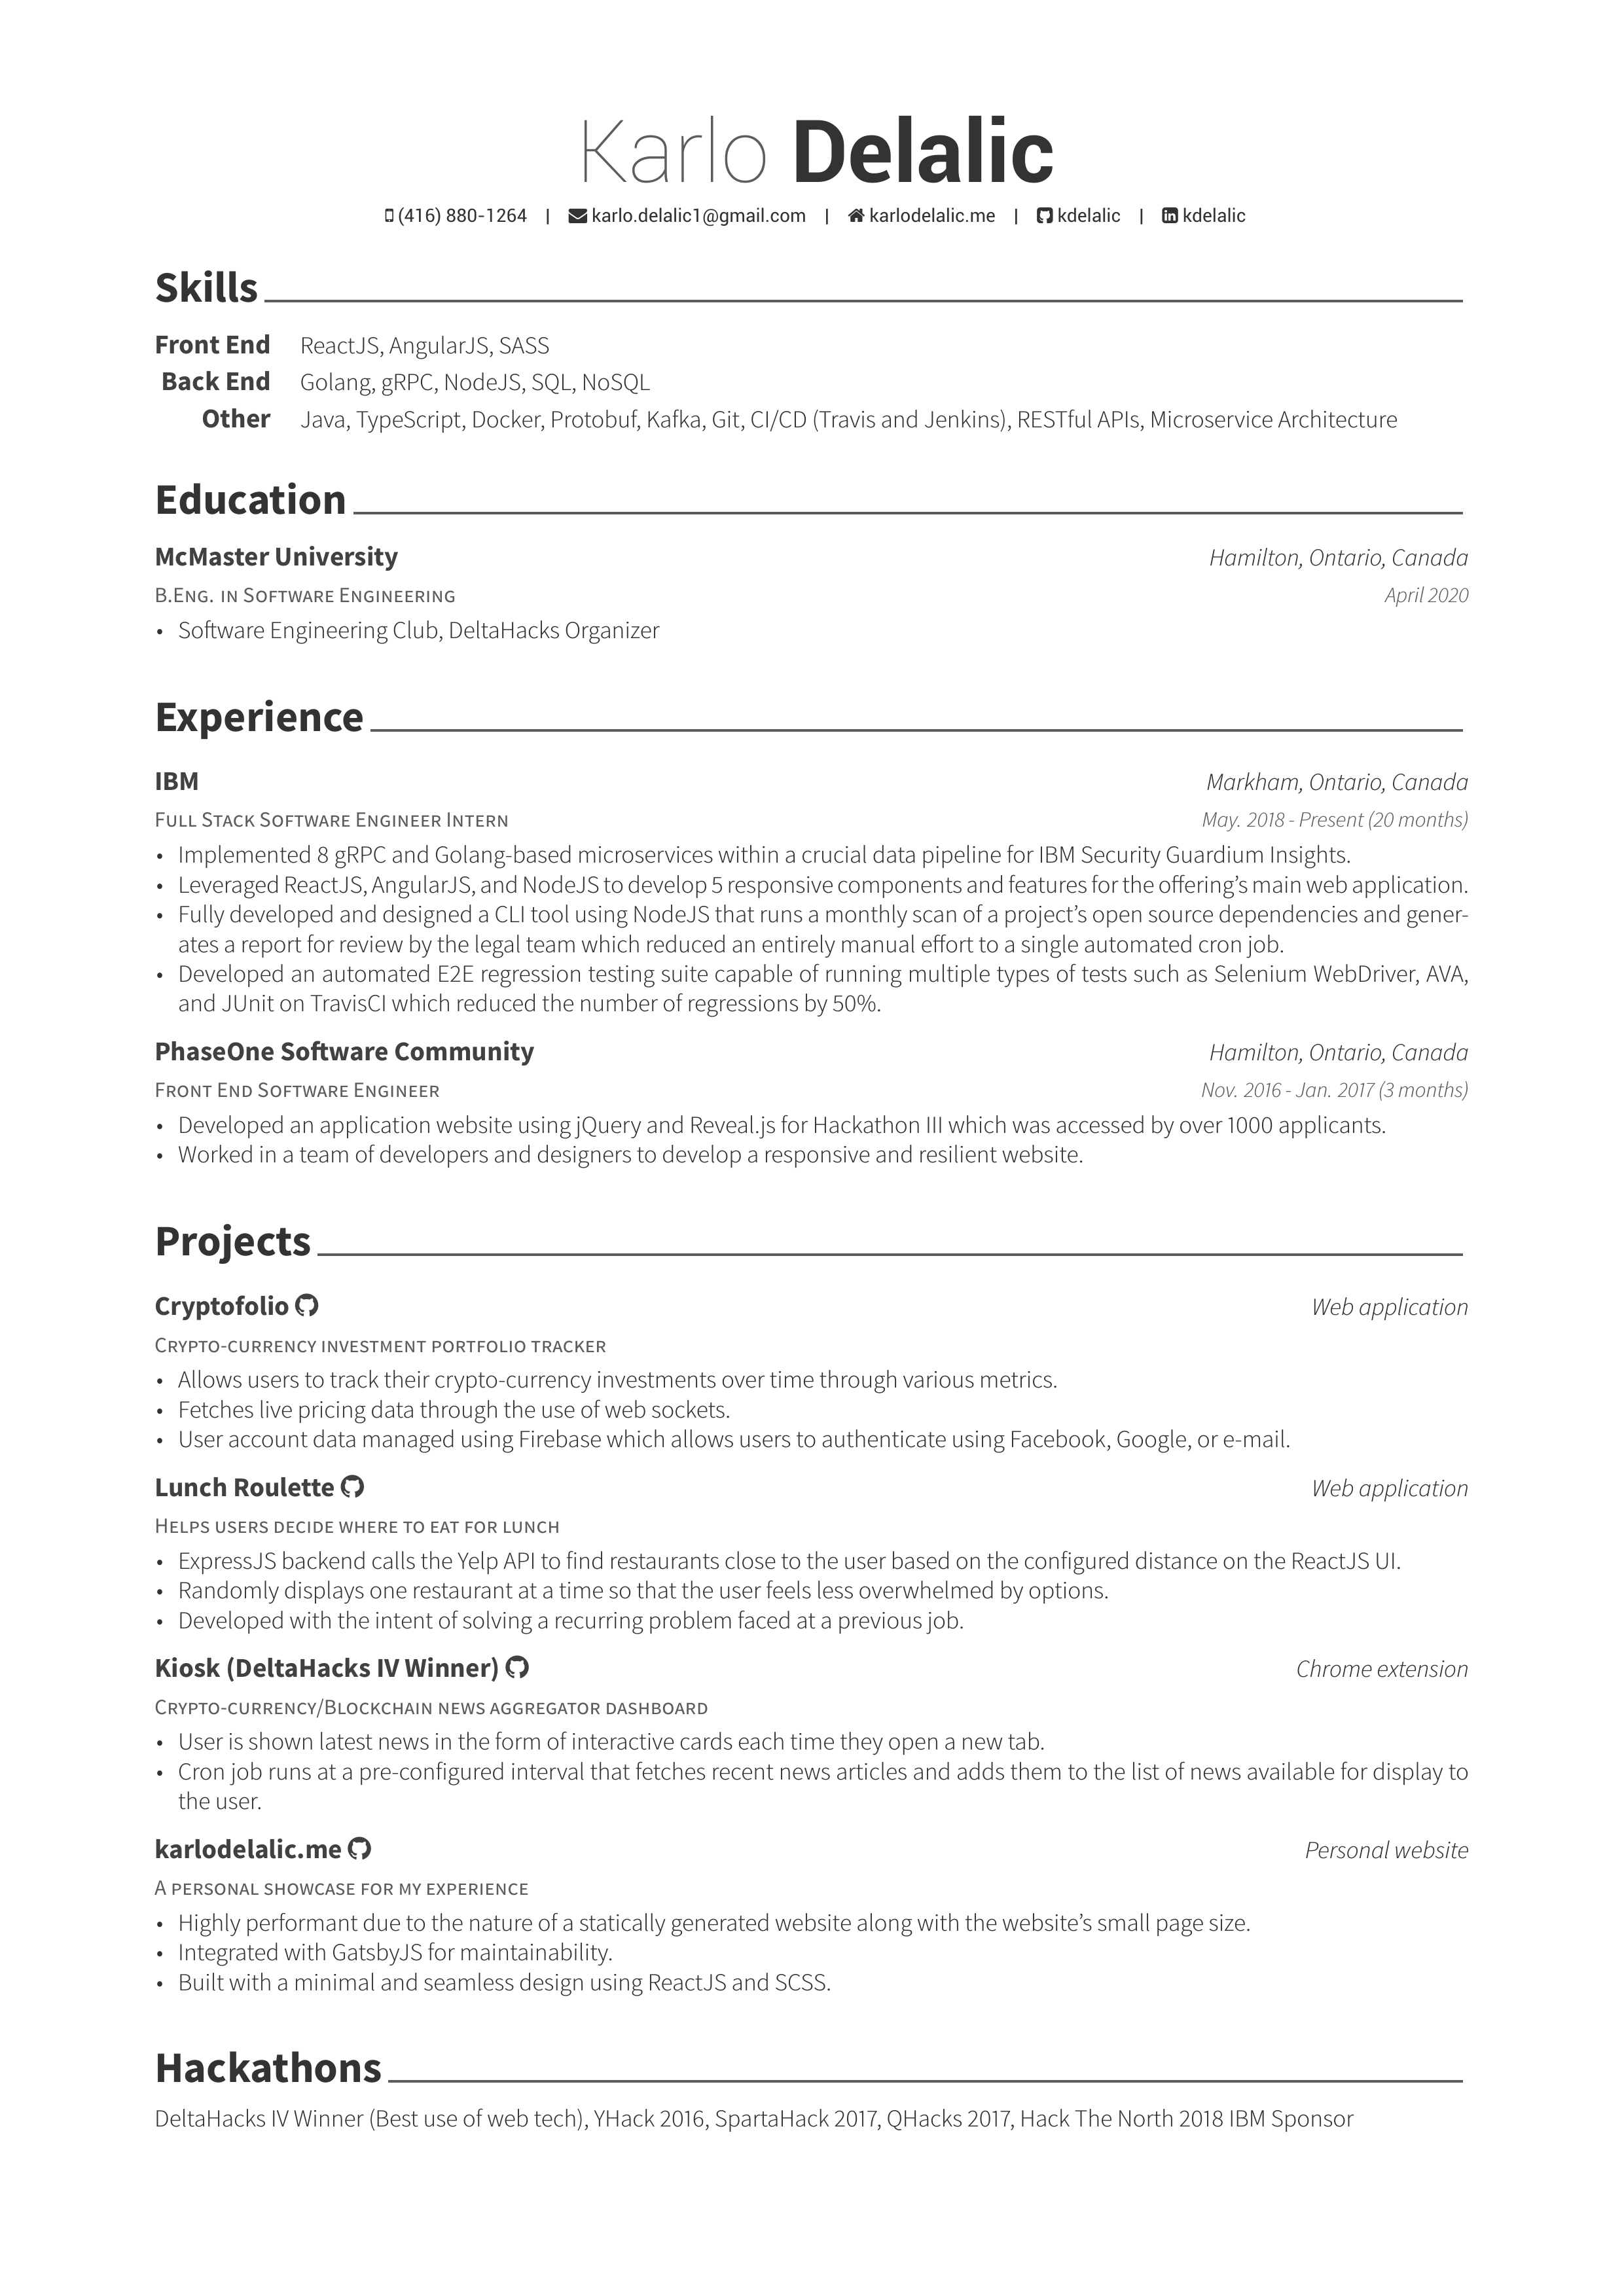 Karlo Delalic
(416) 880-1264 | karlo.delalic1@gmail.com | karlodelalic.me | kdelalic | kdelalic
Skills
Front End ReactJS, AngularJS, SASS
Back End Golang, gRPC, NodeJS, SQL, NoSQL
Other Java, TypeScript, Docker, Protobuf, Kafka, Git, CI/CD (Travis and Jenkins), RESTful APIs, Microservice Architecture
Education
McMaster University Hamilton, Ontario, Canada
B.Eng. in Software Engineering April 2020
• Software Engineering Club, DeltaHacks Organizer
Experience
IBM Markham, Ontario, Canada
Full Stack Software Engineer Intern May. 2018 - Present (20 months)
• Implemented 8 gRPC and Golang-based microservices within a crucial data pipeline for IBM Security Guardium Insights.
• Leveraged ReactJS, AngularJS, and NodeJS to develop 5 responsive components and features for the offering's main web application.
• Fully developed and designed a CLI tool using NodeJS that runs a monthly scan of a project's open source dependencies and gener-
ates a report for review by the legal team which reduced an entirely manual effort to a single automated cron job.
• Developed an automated E2E regression testing suite capable of running multiple types of tests such as Selenium WebDriver, AVA,
and JUnit on TravisCI which reduced the number of regressions by 50%.
PhaseOne Software Community Hamilton, Ontario, Canada
Front End Software Engineer Nov. 2016 - Jan. 2017 (3 months)
• Developed an application website using jQuery and Reveal.js for Hackathon III which was accessed by over 1000 applicants.
• Worked in a team of developers and designers to develop a responsive and resilient website.
Projects
Cryptofolio Web application
Crypto-currency investment portfolio tracker
• Allows users to track their crypto-currency investments over time through various metrics.
• Fetches live pricing data through the use of web sockets.
• User account data managed using Firebase which allows users to authenticate using Facebook, Google, or e-mail.
Lunch Roulette Web application
Helps users decide where to eat for lunch
• ExpressJS backend calls the Yelp API to find restaurants close to the user based on the configured distance on the ReactJS UI.
• Randomly displays one restaurant at a time so that the user feels less overwhelmed by options.
• Developed with the intent of solving a recurring problem faced at a previous job.
Kiosk (DeltaHacks IV Winner) Chrome extension
Crypto-currency/Blockchain news aggregator dashboard
• User is shown latest news in the form of interactive cards each time they open a new tab.
• Cron job runs at a pre-configured interval that fetches recent news articles and adds them to the list of news available for display to
the user.
karlodelalic.me Personal website
A personal showcase for my experience
• Highly performant due to the nature of a statically generated website along with the website's small page size.
• Integrated with GatsbyJS for maintainability.
• Built with a minimal and seamless design using ReactJS and SCSS.
Hackathons
DeltaHacks IV Winner (Best use of web tech), YHack 2016, SpartaHack 2017, QHacks 2017, Hack The North 2018 IBM Sponsor